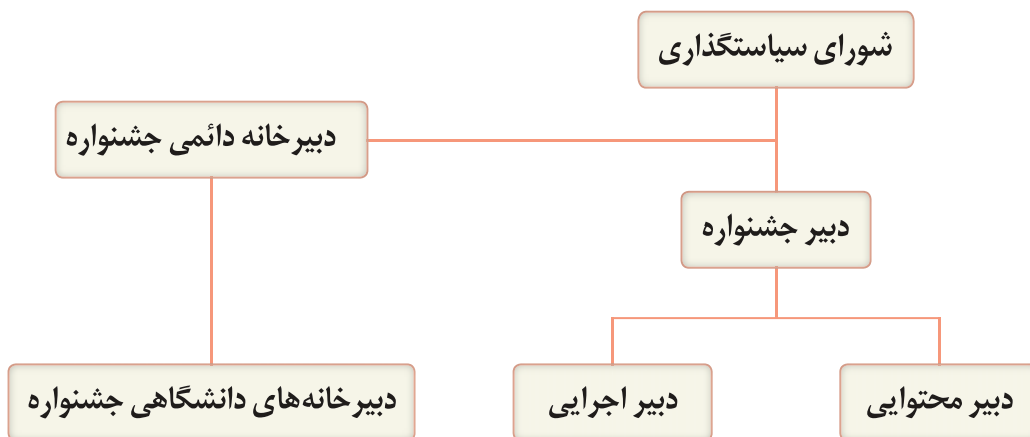 شورای سیاستگذاری
دبیرخانه دائمی جشنواره
دبیر جشنواره
دبیر محتوایی
دبیر اجرایی
دبیرخانه‌های دانشگاهی جشنواره